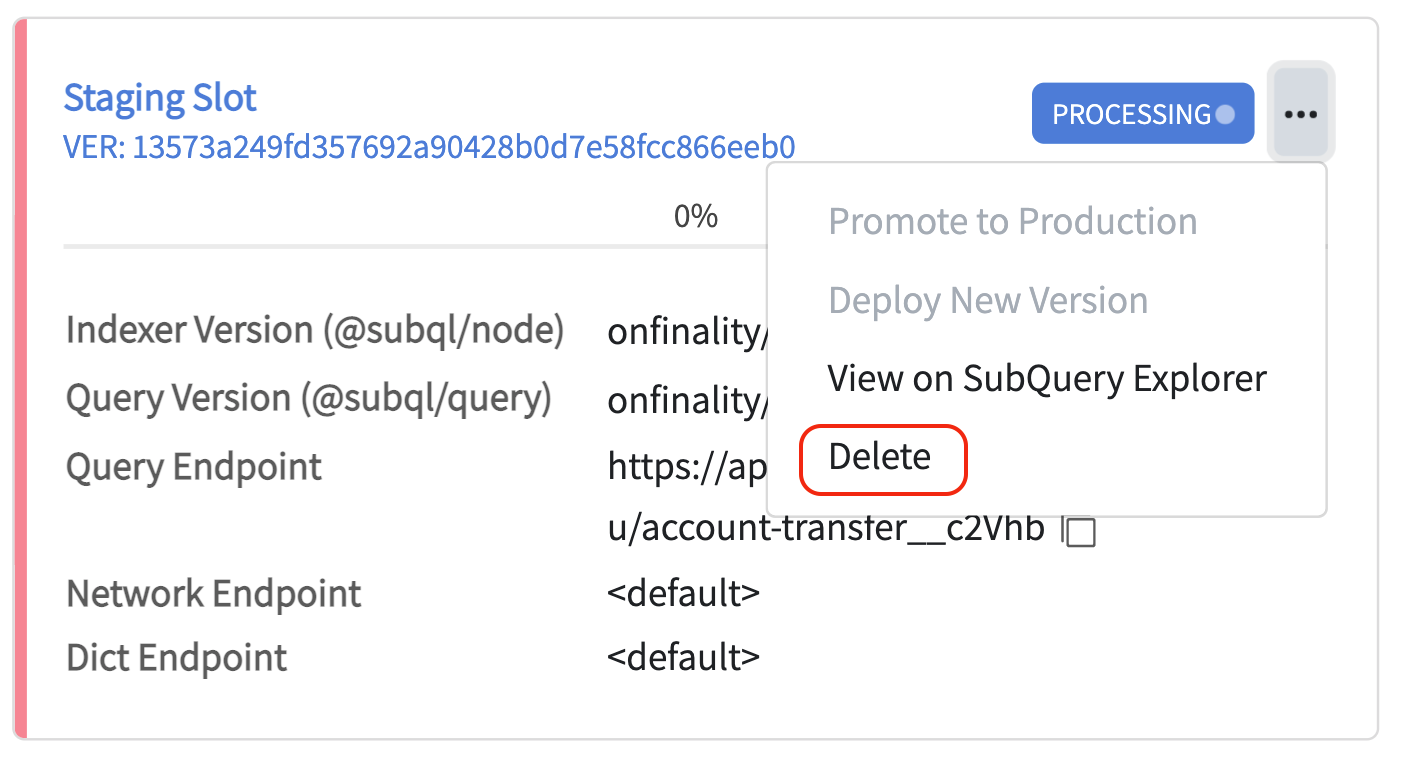 Staging Slot
PROCESSING
VER: 13573a249fd357692a90428b0d7e58fcc866eeb0
0%
Promote to Production
Deploy New Version
View on SubQuery Explorer
Delete
Indexer Version (@subql/node)
onfinality/
Query Version (@subql/query)
onfinality/
Query Endpoint
https://ap
u/account-transfer__c2Vhb
Network Endpoint
<default>
Dict Endpoint
<default>